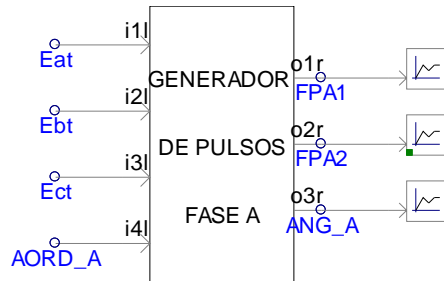 i1l
Eat
GENERADOR
o1r
FPA1
i2l
Ebt
DE PULSOS
o2r
FPA2
i3l
Ect
FASE A
o3r
ANG_A
i4l
AORD_A